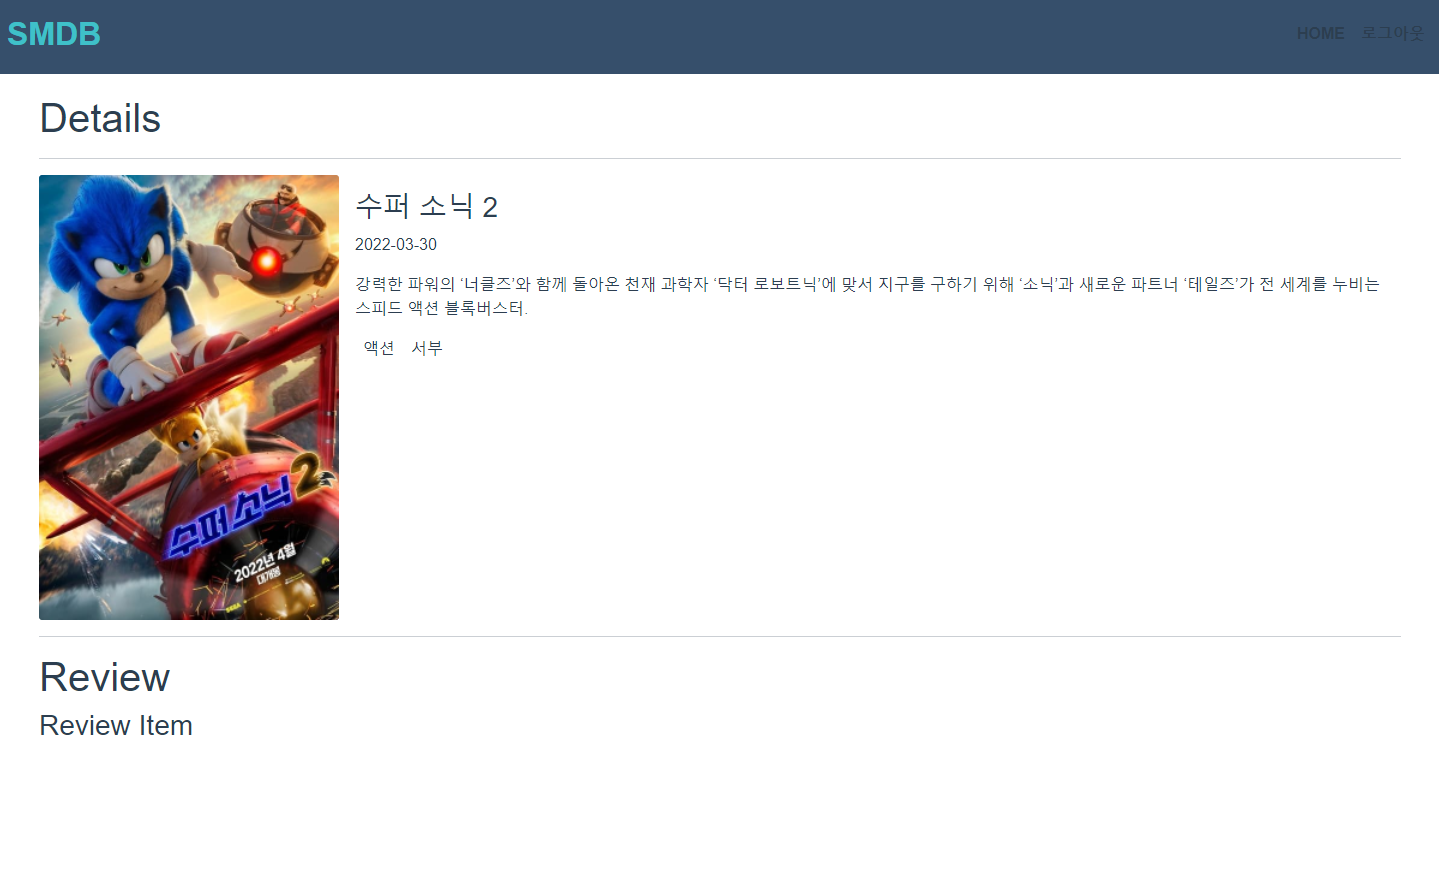 SMDB
HOME 로그아웃
Details
수퍼 소닉 2
2022-03-30
강력한 파워의 ‘너클즈’와 함께 돌아온 천재 과학자 ‘닥터 로보트닉’에 맞서 지구를 구하기 위해 ‘소닉’과 새로운 파트너 ‘테일즈’가 전 세계를 누비는
스피드 액션 블록버스터.
액션 서부
수퍼 소닉 2
2022년 4월
대개봉
SEGA
Review
Review Item